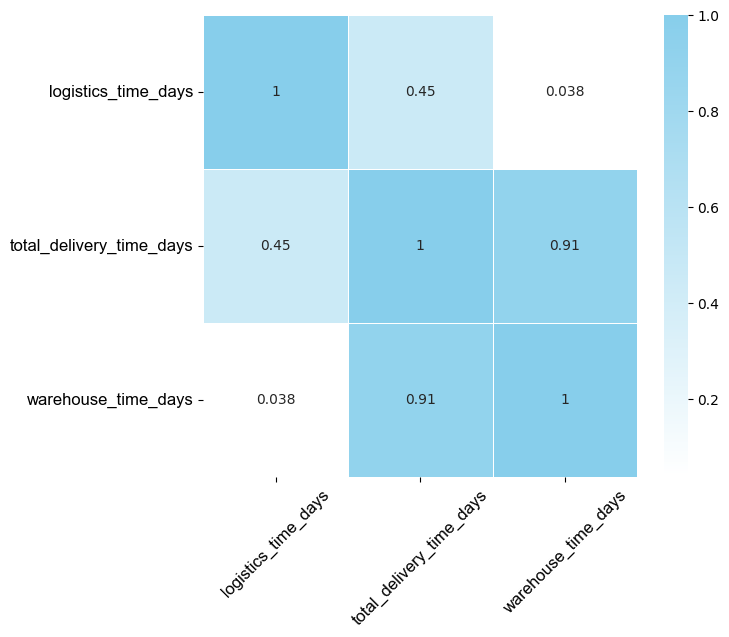 logistics_time_days 1 0.45 0.038
total_delivery_time_days 0.45 1 0.91
warehouse_time_days 0.038 0.91 1
logistics_time_days
total_delivery_time_days
warehouse_time_days
1.0
0.8
0.6
0.4
0.2